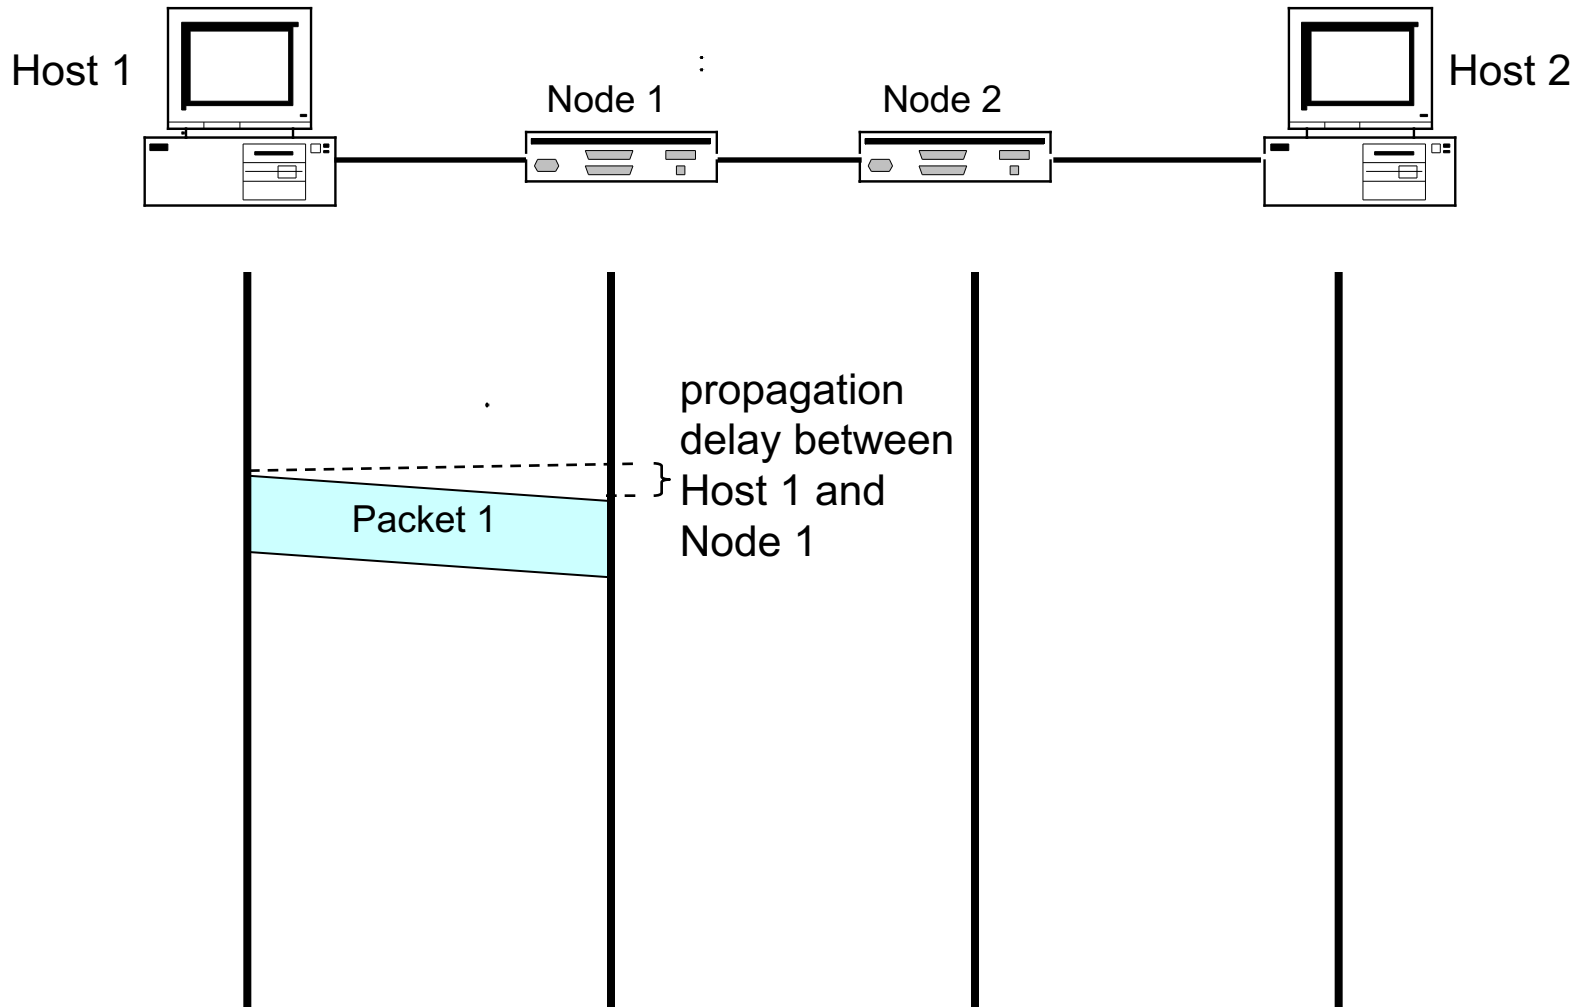 Host 1
:
Node 1
Node 2
Host 2
propagation
delay between
Host 1 and
Node 1
Packet 1